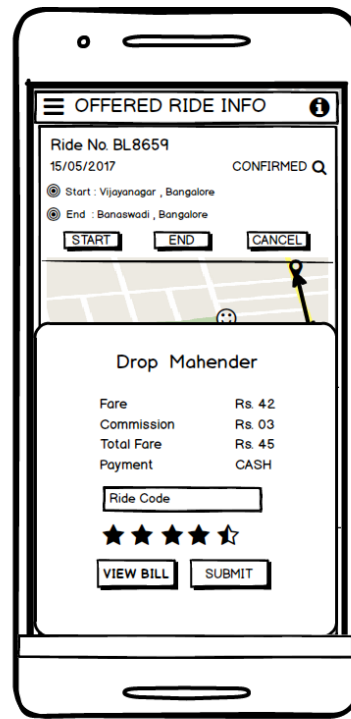 OFFERED RIDE INFO
Ride No. BL8659
15/05/2017 CONFIRMED
Start : Vijayanagar , Bangalore
End : Banaswadi , Bangalore
START END CANCEL
Drop Mahender
Fare Rs. 42
Commission Rs. 03
Total Fare Rs. 45
Payment CASH
Ride Code
VIEW BILL SUBMIT